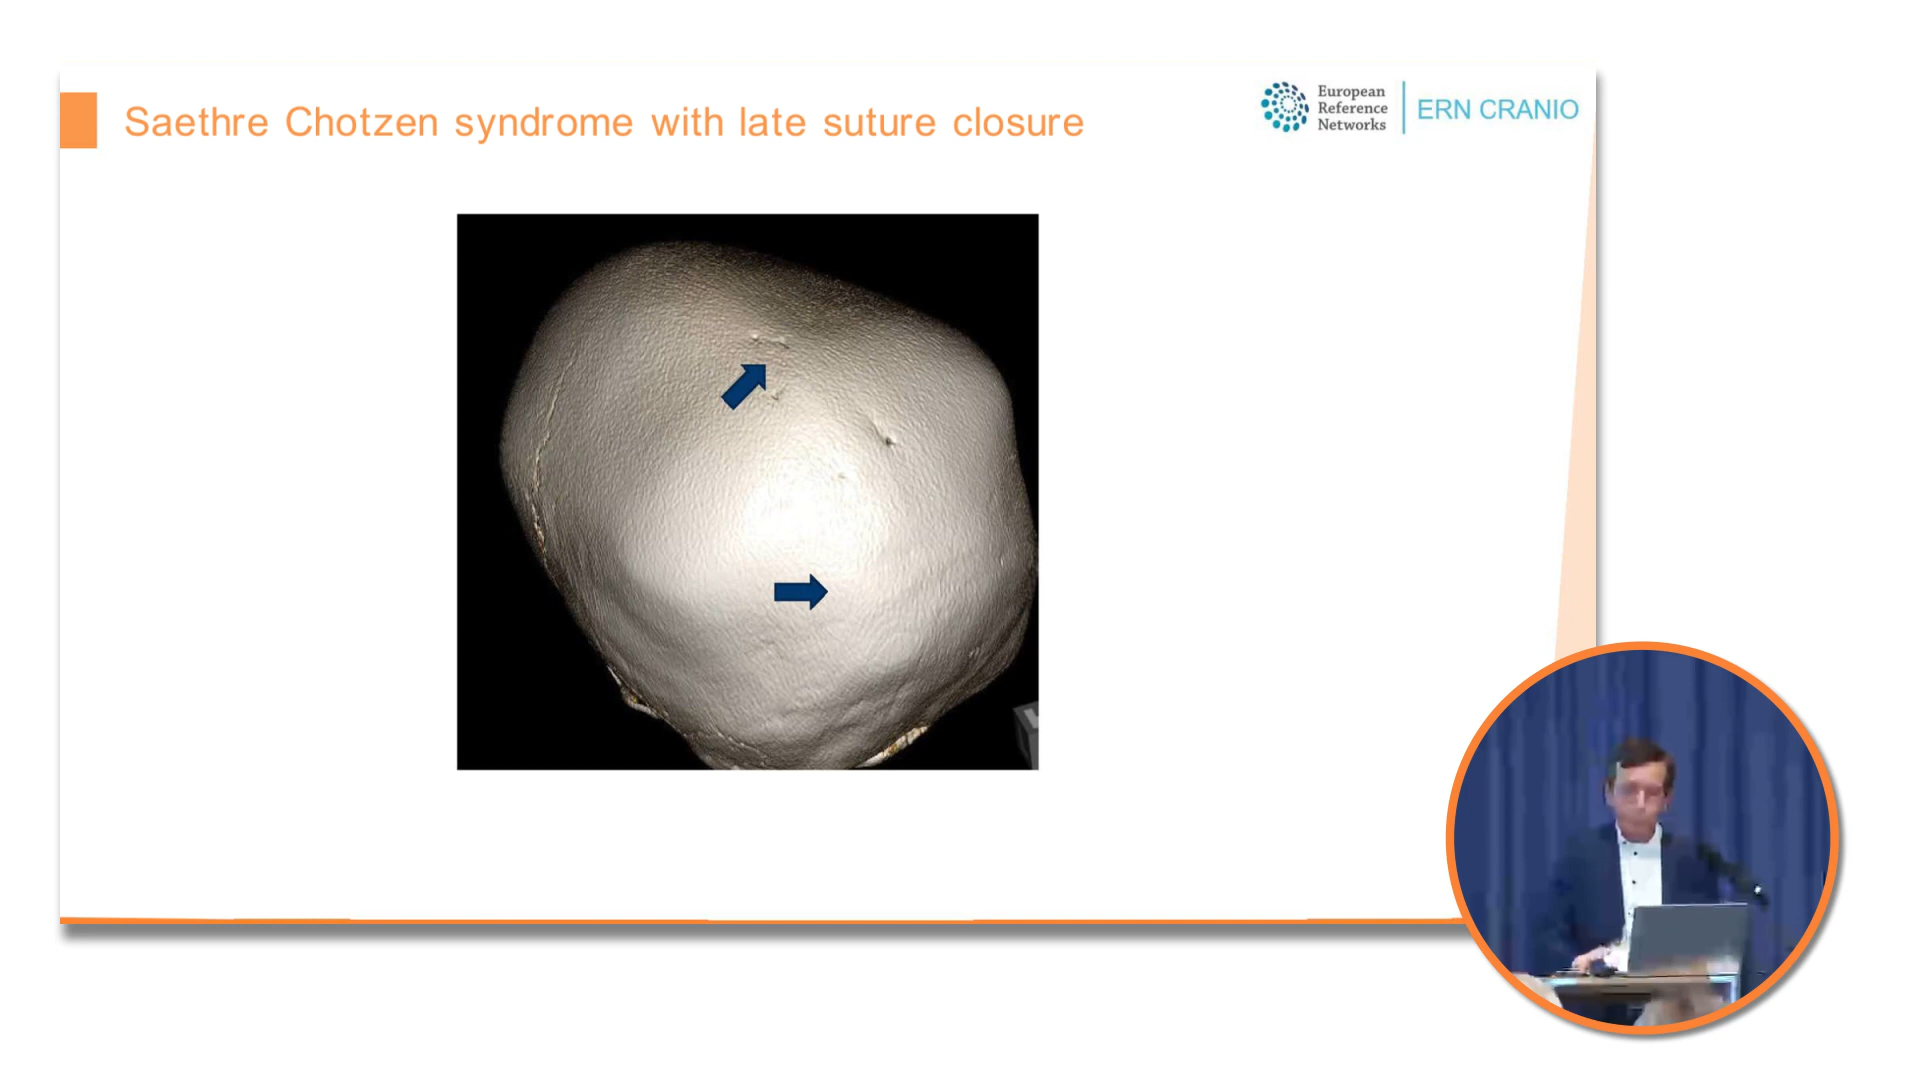 Saethre Chotzen syndrome with late suture closure
European
Reference
Networks
ERN CRANIO